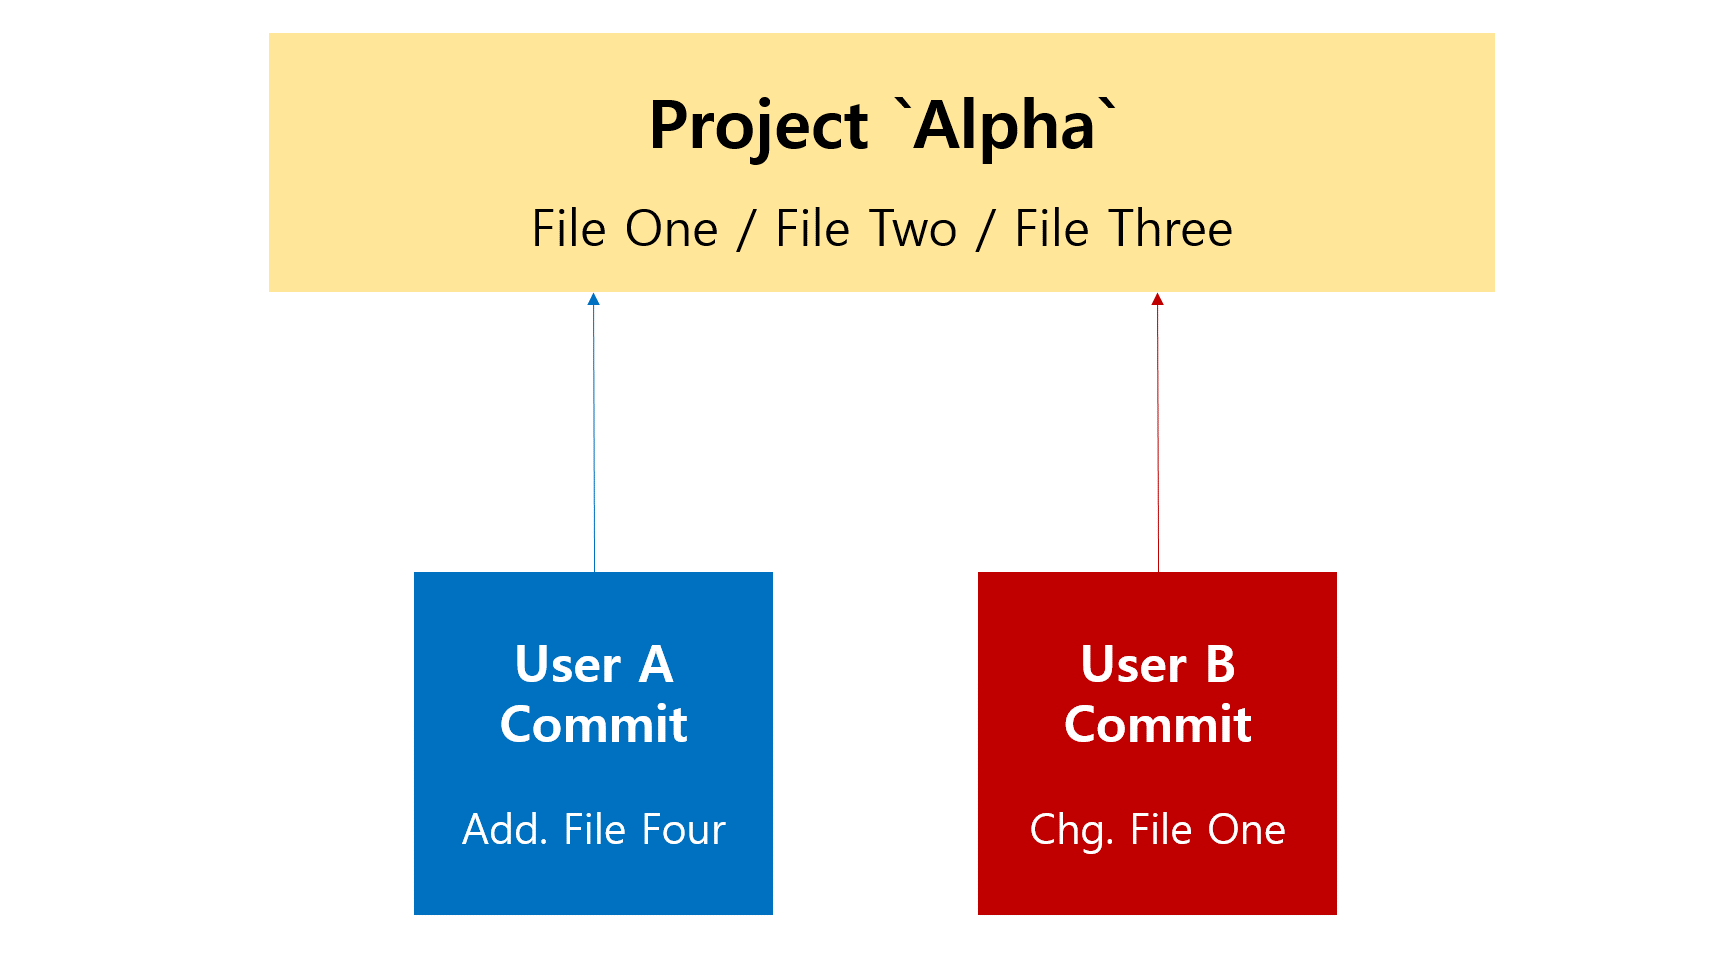 Project `Alpha`
File One / File Two / File Three
User A
Commit
Add. File Four
User B
Commit
Chg. File One